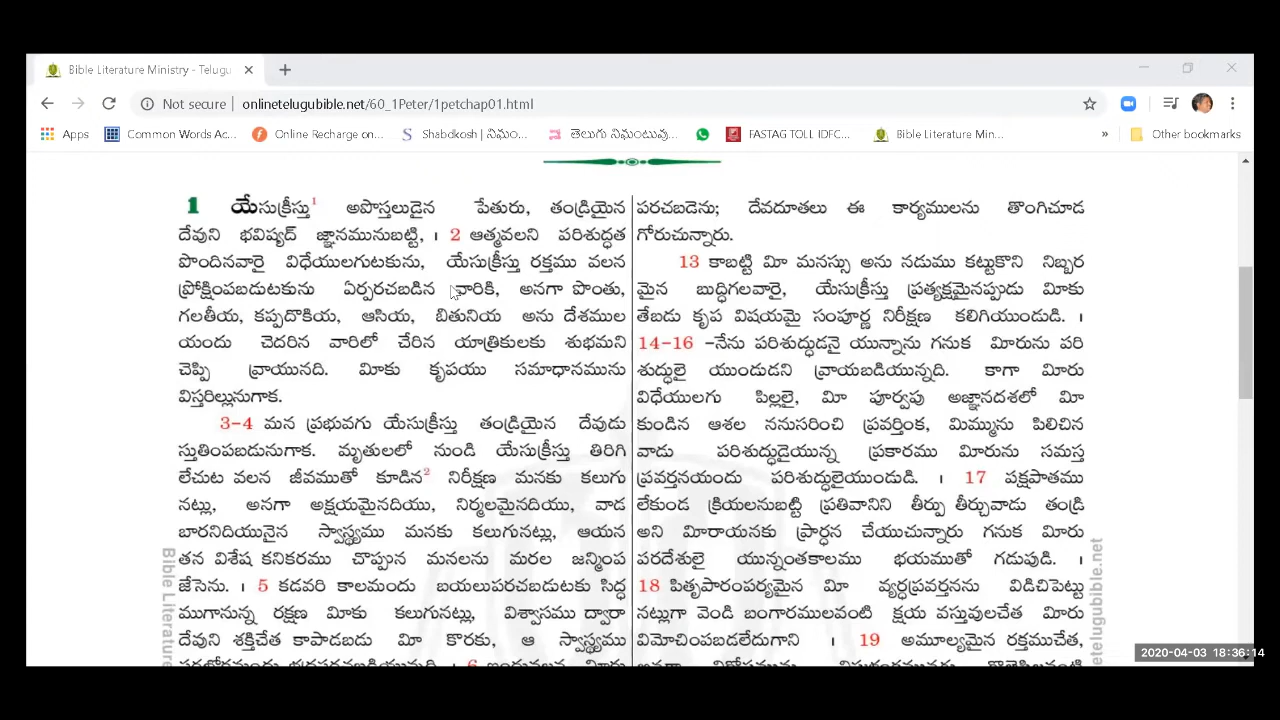 Bible Literature Ministry - Telugu
Not secure | onlinetelugubible.net/60_1Peter/1petchap01.html
Apps Common Words Ac... Online Recharge on... Shabdkosh | నిఘం... తెలుగు నిఘంటువు... FASTAG TOLL IDFC... Bible Literature Min... » Other bookmarks
1 యేసుక్రీస్తు1 అపొస్తలుడైన పేతురు, తండ్రియైన
దేవుని భవిష్యద్ జ్ఞానమునుబట్టి, । 2 ఆత్మవలని పరిశుద్ధత
పొందినవారై విధేయులగుటకును, యేసుక్రీస్తు రక్తము వలన
ప్రోక్షింపబడుటకును ఏర్పరచబడిన వారికి, అనగా పొంతు,
గలతీయ, కప్పదొకియ, ఆసియ, బితునియ అను దేశముల
యందు చెదరిన వారిలో చేరిన యాత్రికులకు శుభమని
చెప్పి వ్రాయునది. మీకు కృపయు సమాధానమును
విస్తరిల్లునుగాక.
3-4 మన ప్రభువగు యేసుక్రీస్తు తండ్రియైన దేవుడు
స్తుతింపబడునుగాక. మృతులలో నుండి యేసుక్రీస్తు తిరిగి
లేచుట వలన జీవముతో కూడిన2 నిరీక్షణ మనకు కలుగు
నట్లు, అనగా అక్షయమైనదియు, నిర్మలమైనదియు, వాడ
బారనిదియునైన స్వాస్థ్యము మనకు కలుగునట్లు, ఆయన
తన విశేష కనికరము చొప్పున మనలను మరల జన్మింప
జేసెను. । 5 కడవరి కాలమయ బయలుపరచబడుటకు సిద్ధ
ముగానున్న రక్షణ మీకు కలుగునట్లు, విశ్వాసము ద్వారా
దేవుని శక్తిచేత కాపాడబడు మీ కొరకు, ఆ స్వాస్థ్యము
పరచబడెను; దేవదూతలు ఈ కార్యములను తొంగిచూడ
గోరుచున్నారు.
13 కాబట్టి మీ మనస్సు అను నడుము కట్టుకొని నిబ్బర
మైన బుద్ధిగలవారై, యేసుక్రీస్తు ప్రత్యక్షమైనప్పుడు మీకు
తేబడు కృప విషయమై సంపూర్ణ నిరీక్షణ కలిగియుండుడి. ।
14-16 -నేను పరిశుద్ధుడనై యున్నాను గనుక మీరును పరి
శుద్ధులై యుండుడని వ్రాయబడియున్నది. కాగా మీరు
విధేయులగు పిల్లలై, మీ పూర్వపు అజ్ఞానదశలో మీ
కుండిన ఆశల ననుసరించి ప్రవర్తింక, మిమ్మును పిలిచిన
వాడు పరిశుద్ధుడైయున్న ప్రకారము మీరును సమస్త
ప్రవర్తనయందు పరిశుద్ధులైయుండుడి. । 17 పక్షపాతము
లేకుండ క్రియలనుబట్టి ప్రతివానిని తీర్పు తీర్చువాడు తండ్రి
అని మీరాయనకు ప్రార్థన చేయుచున్నారు గనుక మీరు
పరదేశులై యున్నంతకాలము భయముతో గడుపుడి. ।
18 పితృపారంపర్యమైన మీ వ్యర్థప్రవర్తనను విడిచిపెట్టు
నట్లుగా వెండి బంగారములవంటి క్షయ వస్తువులచేత మీరు
విమోచింపబడలేదుగాని । 19 అమూల్యమైన రక్తముచేత,
Bible Literature
etelugubible.net
2020-04-03 18:36:14